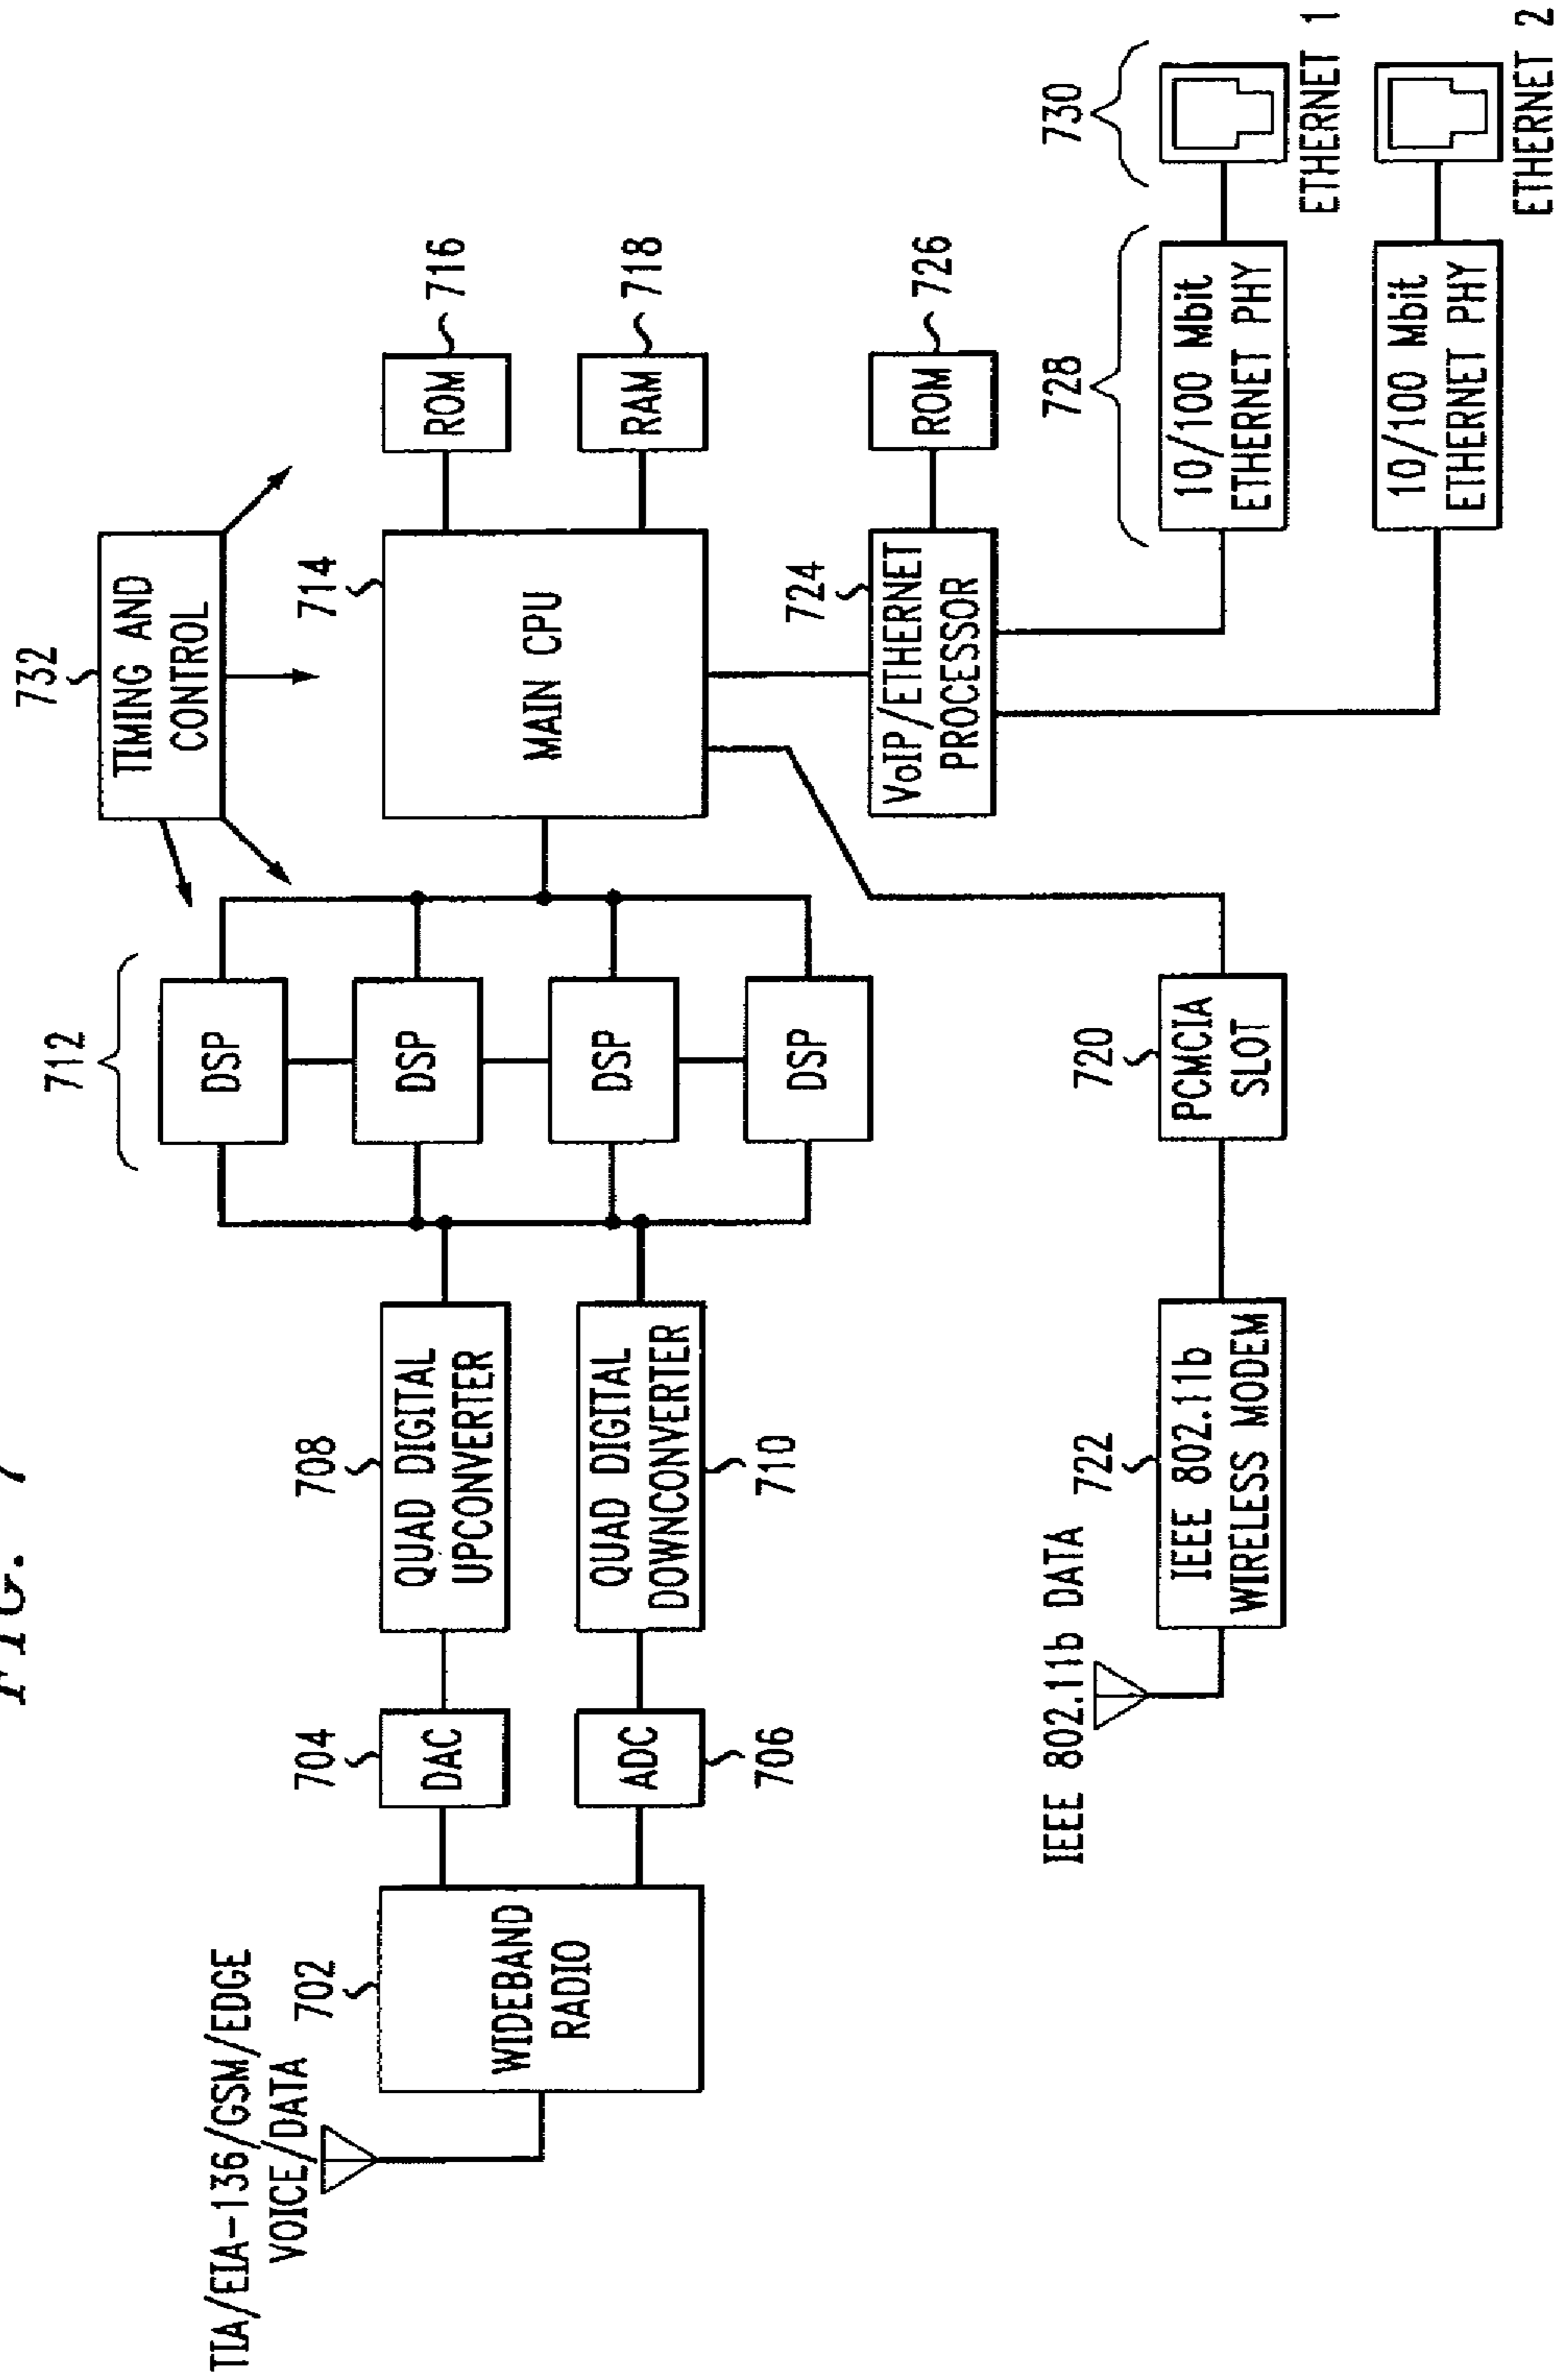 FIG. 7
TIA/EIA-136/GSM/EDGE
VOICE/DATA
702
WIDEBAND
RADIO
704
DAC
ADC
706
708
QUAD DIGITAL
UPCONVERTER
QUAD DIGITAL
DOWNCONVERTER
710
712
DSP
DSP
DSP
DSP
732
TIMING AND
CONTROL
714
MAIN CPU
ROM
716
RAM
718
IEEE 802.11b DATA
722
IEEE 802.11b
WIRELESS MODEM
720
PCMCIA
SLOT
724
VoIP/ETHERNET
PROCESSOR
ROM
726
728
10/100 Mbit
ETHERNET PHY
730
ETHERNET 1
10/100 Mbit
ETHERNET PHY
ETHERNET 2